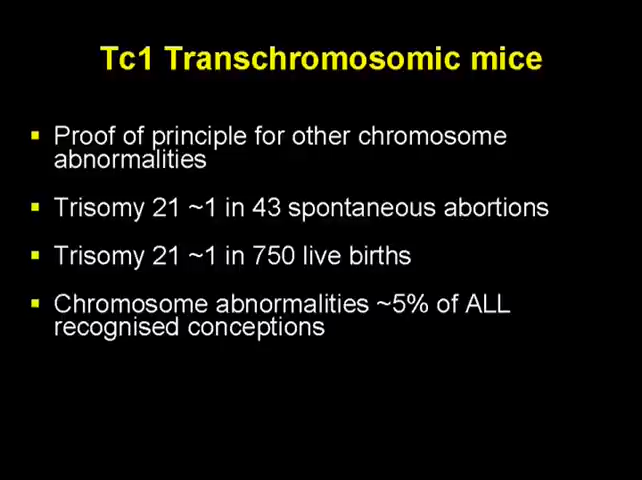 Tc1 Transchromosomic mice
▪ Proof of principle for other chromosome
abnormalities
▪ Trisomy 21 ~1 in 43 spontaneous abortions
▪ Trisomy 21 ~1 in 750 live births
▪ Chromosome abnormalities ~5% of ALL
recognised conceptions